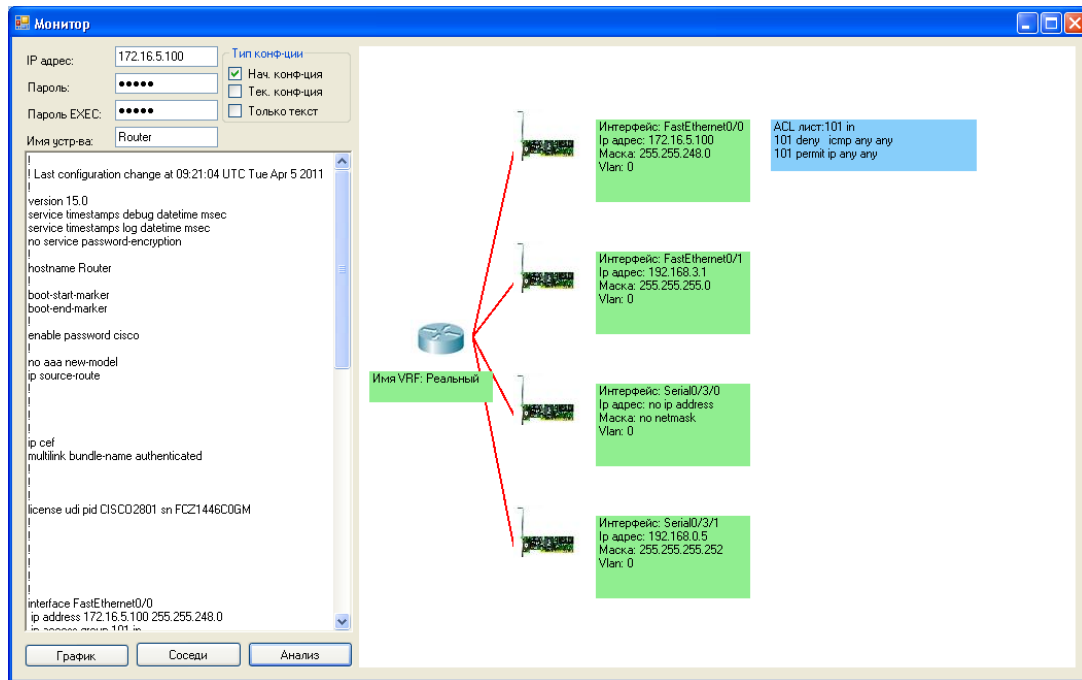 Монитор
IP адрес:
172.16.5.100
Пароль:
●●●●●
Пароль EXEC:
●●●●●
Имя устр-ва:
Router
Тип конф-ции
Нач. конф-ция
Тек. конф-ция
Только текст
!
! Last configuration change at 09:21:04 UTC Tue Apr 5 2011
!
version 15.0
service timestamps debug datetime msec
service timestamps log datetime msec
no service password-encryption
!
hostname Router
!
boot-start-marker
boot-end-marker
!
enable password cisco
!
no aaa new-model
ip source-route
!
!
!
!
ip cef
multilink bundle-name authenticated
!
!
!
license udi pid CISCO2801 sn FCZ1446C0GM
!
!
!
!
!
!
interface FastEthernet0/0
ip address 172.16.5.100 255.255.248.0
ip access-group 101 in
График
Соседи
Анализ
Имя VRF: Реальный
Интерфейс: FastEthernet0/0
Ip адрес: 172.16.5.100
Маска: 255.255.248.0
Vlan: 0
ACL лист:101 in
101 deny icmp any any
101 permit ip any any
Интерфейс: FastEthernet0/1
Ip адрес: 192.168.3.1
Маска: 255.255.255.0
Vlan: 0
Интерфейс: Serial0/3/0
Ip адрес: no ip address
Маска: no netmask
Vlan: 0
Интерфейс: Serial0/3/1
Ip адрес: 192.168.0.5
Маска: 255.255.255.252
Vlan: 0